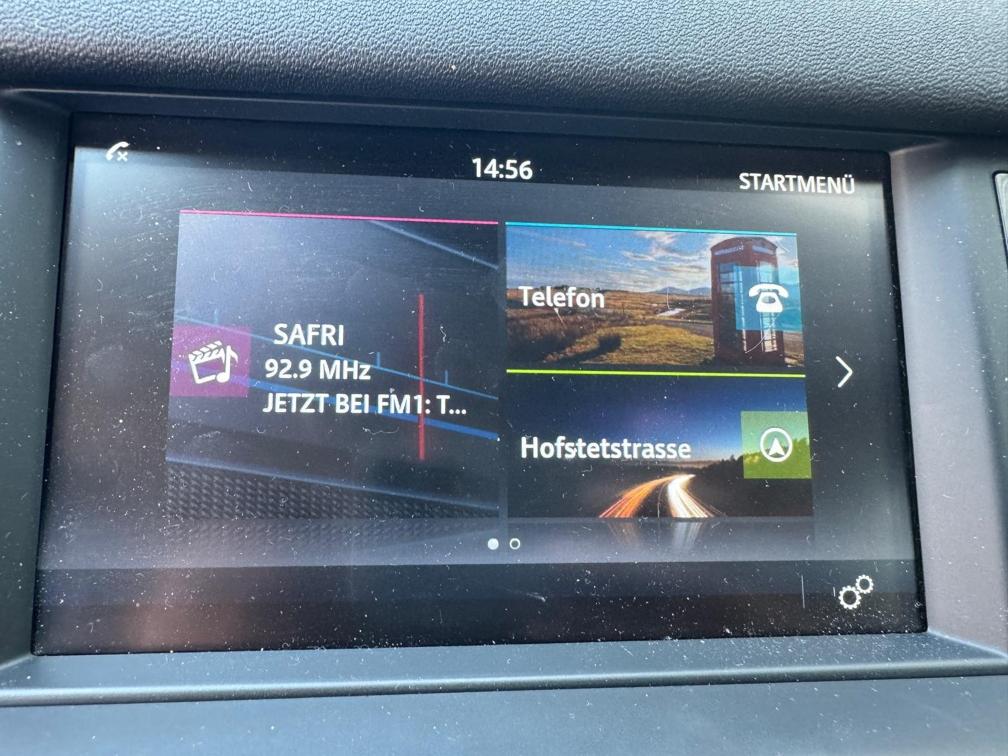 14:56
STARTMENÜ
SAFRI
92.9 MHz
JETZT BEI FM1: T...
Telefon
Hofstetstrasse